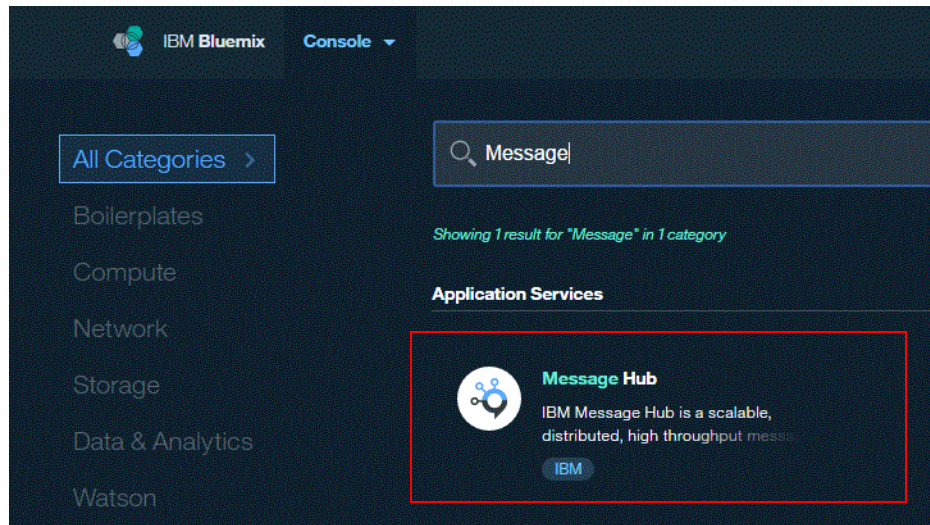 IBM Bluemix Console
All Categories
Boilerplates
Compute
Network
Storage
Data & Analytics
Watson
Message
Showing 1 result for "Message" in 1 category
Application Services
Message Hub
IBM Message Hub is a scalable,
distributed, high throughput messa
IBM